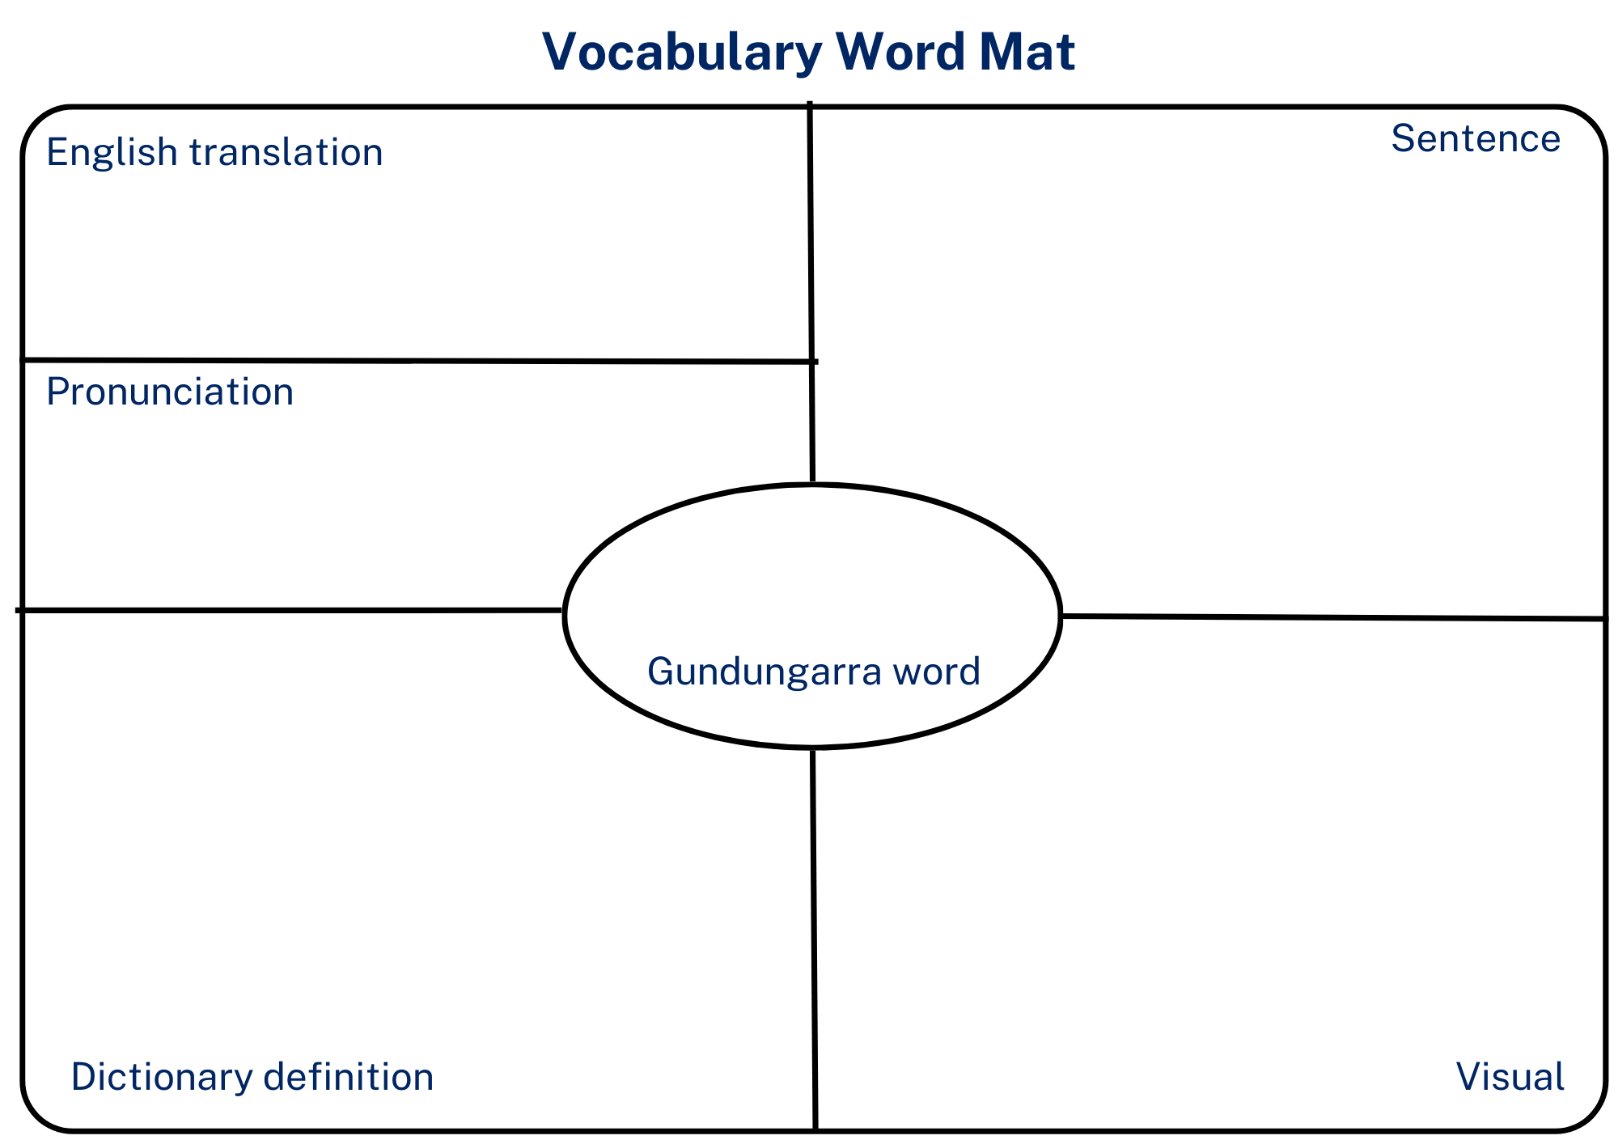 Vocabulary Word Mat
English translation
Sentence
Pronunciation
Gundungarra word
Dictionary definition
Visual